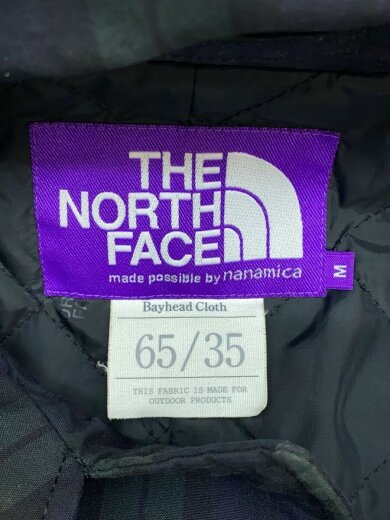 THE
NORTH
FACE
made possible by nanamica
M
Bayhead Cloth
65/35
THIS FABRIC IS MADE FOR
OUTDOOR PRODUCTS